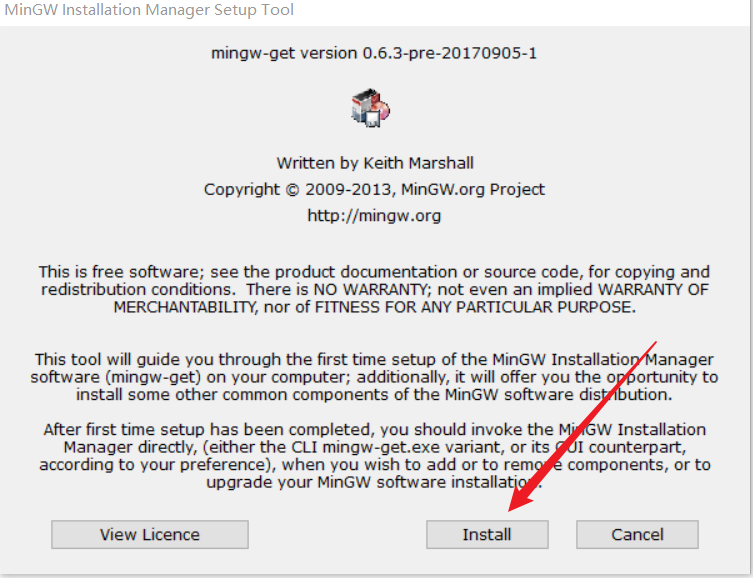 MinGW Installation Manager Setup Tool
mingw-get version 0.6.3-pre-20170905-1
Written by Keith Marshall
Copyright © 2009-2013, MinGW.org Project
http://mingw.org
This is free software; see the product documentation or source code, for copying and
redistribution conditions.  There is NO WARRANTY; not even an implied WARRANTY OF
MERCHANTABILITY, nor of FITNESS FOR ANY PARTICULAR PURPOSE.
This tool will guide you through the first time setup of the MinGW Installation Manager
software (mingw-get) on your computer; additionally, it will offer you the opportunity to
install some other common components of the MinGW software distribution.
After first time setup has been completed, you should invoke the MinGW Installation
Manager directly, (either the CLI mingw-get.exe variant, or its GUI counterpart,
according to your preference), when you wish to add or to remove components, or to
upgrade your MinGW software installation.
View Licence
Install
Cancel